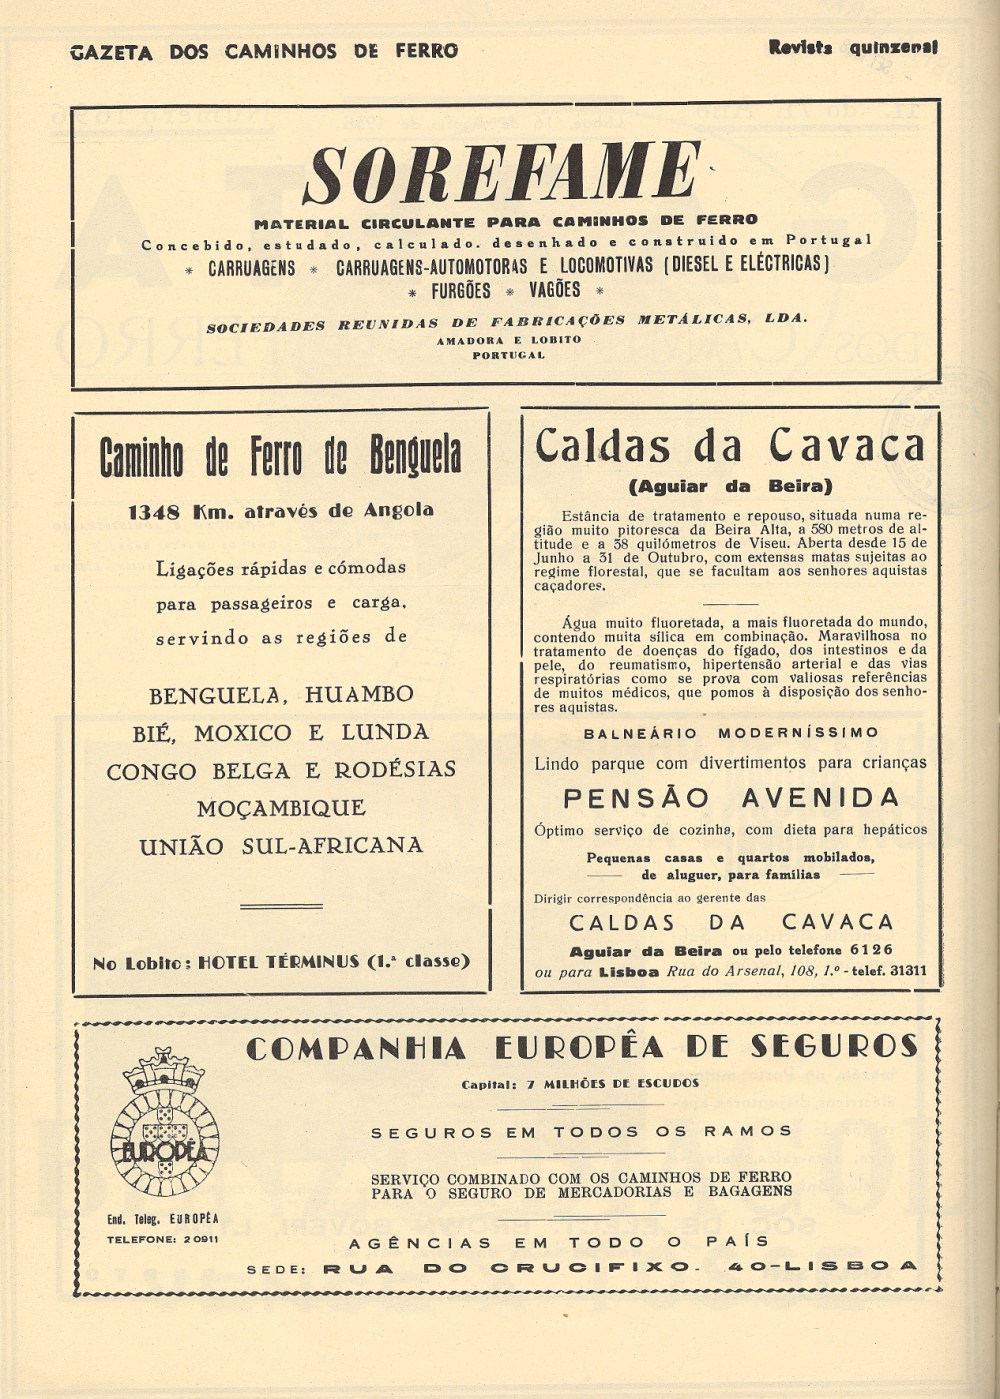 GAZETA DOS CAMINHOS DE FERRO
Revista quinzenal
SOREFAME
MATERIAL CIRCULANTE PARA CAMINHOS DE FERRO
Concebido, estudado, calculado. desenhado e construido em Portugal
* CARRUAGENS * CARRUAGENS-AUTOMOTORAS E LOCOMOTIVAS (DIESEL E ELÉCTRICAS)
* FURGÕES * VAGÕES *
SOCIEDADES REUNIDAS DE FABRICAÇÕES METÁLICAS, LDA.
AMADORA E LOBITO
PORTUGAL
Caminho de Ferro de Benguela
1348 Km. através de Angola
Ligações rápidas e cómodas
para passageiros e carga.
servindo as regiões de
BENGUELA, HUAMBO
BIÉ, MOXICO E LUNDA
CONGO BELGA E RODÉSIAS
MOÇAMBIQUE
UNIÃO SUL-AFRICANA
No Lobito: HOTEL TÉRMINUS (1.ª classe)
Caldas da Cavaca
(Aguiar da Beira)
Estância de tratamento e repouso, situada numa re-
gião muito pitoresca da Beira Alta, a 580 metros de al-
titude e a 38 quilómetros de Viseu. Aberta desde 15 de
Junho a 31 de Outubro, com extensas matas sujeitas ao
regime florestal, que se facultam aos senhores aquistas
caçadores.
Água muito fluoretada, a mais fluoretada do mundo,
contendo muita sílica em combinação. Maravilhosa no
tratamento de doenças do fígado, dos intestinos e da
pele, do reumatismo, hipertensão arterial e das vias
respiratórias como se prova com valiosas referências
de muitos médicos, que pomos à disposição dos senho-
res aquistas.
BALNEÁRIO MODERNÍSSIMO
Lindo parque com divertimentos para crianças
PENSÃO AVENIDA
Óptimo serviço de cozinha, com dieta para hepáticos
Pequenas casas e quartos mobilados,
de aluguer, para famílias
Dirigir correspondência ao gerente das
CALDAS DA CAVACA
Aguiar da Beira ou pelo telefone 6126
ou para Lisboa Rua do Arsenal, 108, 1.º - telef. 31311
EUROPÊA
End. Teleg. EUROPÊA
TELEFONE: 20911
COMPANHIA EUROPÊA DE SEGUROS
Capital: 7 MILHÕES DE ESCUDOS
SEGUROS EM TODOS OS RAMOS
SERVIÇO COMBINADO COM OS CAMINHOS DE FERRO
PARA O SEGURO DE MERCADORIAS E BAGAGENS
AGÊNCIAS EM TODO O PAÍS
SEDE: RUA DO CRUCIFIXO. 40-LISBOA